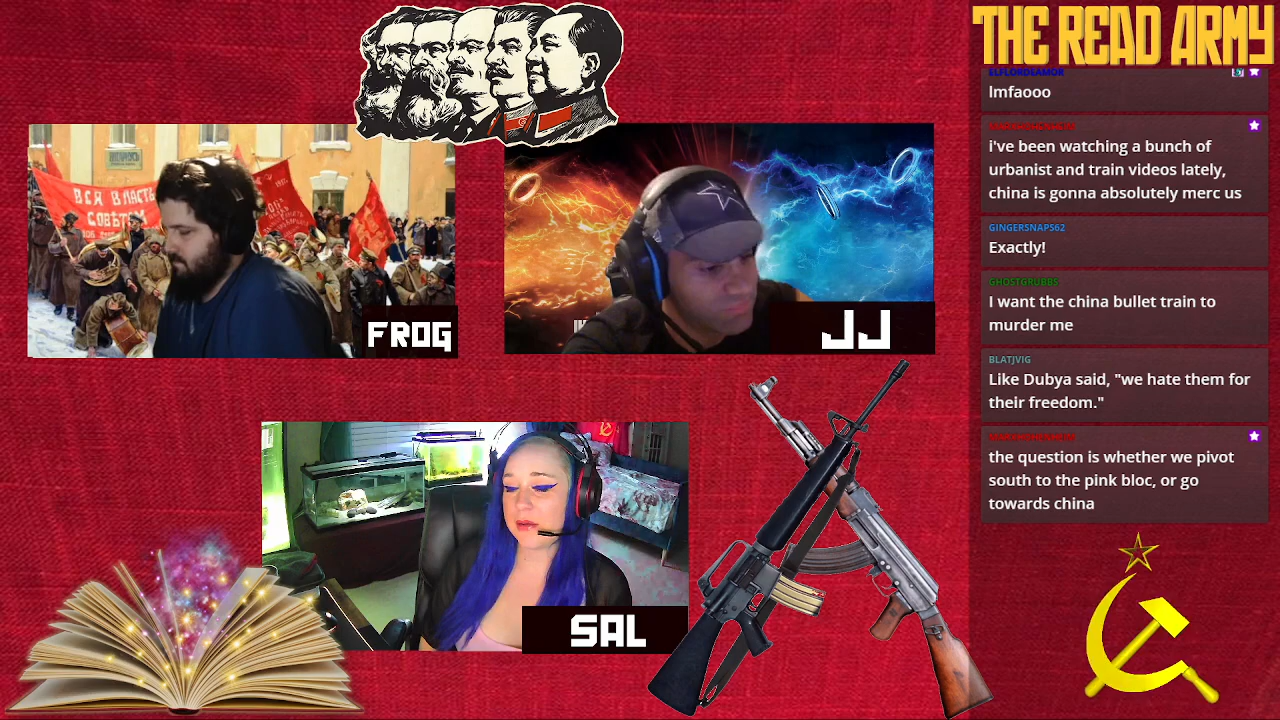 THE READ ARMY
ELFLORDEAMOR
lmfaooo
i've been watching a bunch of
urbanist and train videos lately,
china is gonna absolutely merc us
GINGERSNAPS62
Exactly!
GHOSTGRUBBS
I want the china bullet train to
murder me
BLATJVIG
Like Dubya said, "we hate them for
their freedom."
the question is whether we pivot
south to the pink bloc, or go
towards china
ВСЯ ВЛАСТЬ
СОВѢТАМ
FROG
JJ
SAL